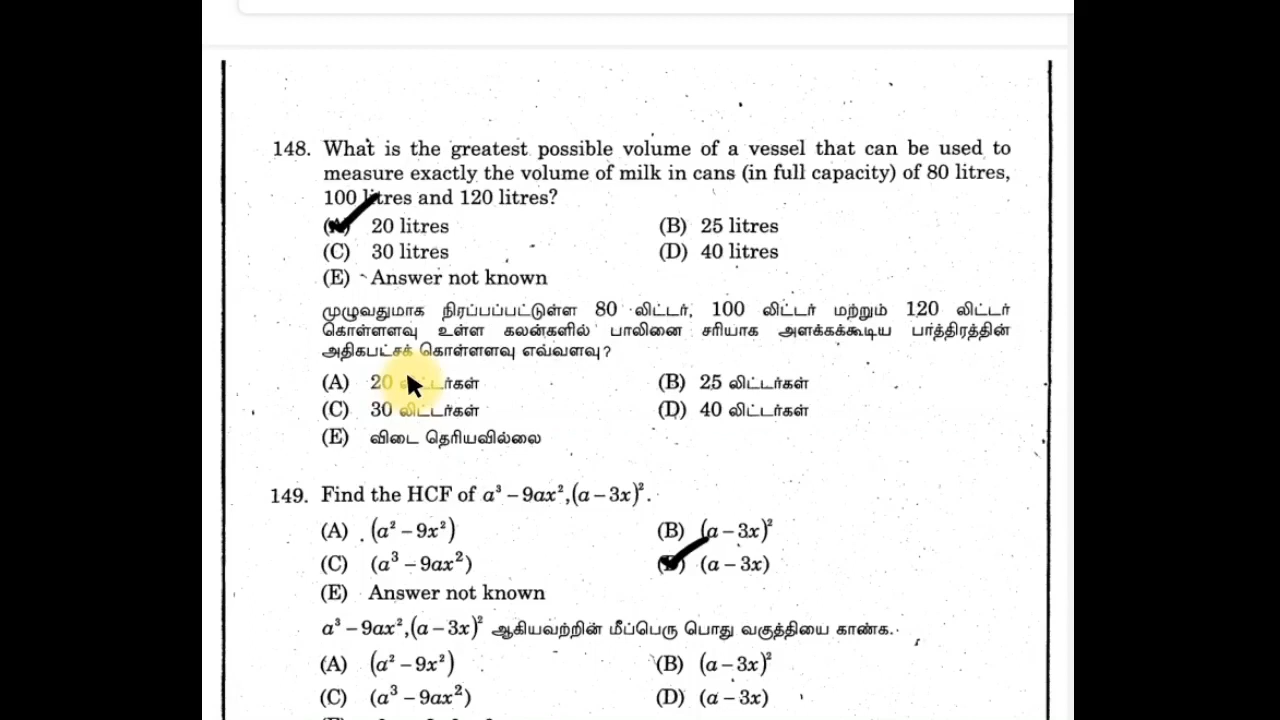 148. What is the greatest possible volume of a vessel that can be used to
measure exactly the volume of milk in cans (in full capacity) of 80 litres,
100 litres and 120 litres?
(A) 20 litres (B) 25 litres
(C) 30 litres (D) 40 litres
(E) Answer not known
முழுவதுமாக நிரப்பப்பட்டுள்ள 80 லிட்டர், 100 லிட்டர் மற்றும் 120 லிட்டர்
கொள்ளளவு உள்ள கலன்களில் பாலினை சரியாக அளக்கக்கூடிய பாத்திரத்தின்
அதிகபட்சக் கொள்ளளவு எவ்வளவு?
(A) 20 லிட்டர்கள் (B) 25 லிட்டர்கள்
(C) 30 லிட்டர்கள் (D) 40 லிட்டர்கள்
(E) விடை தெரியவில்லை
149. Find the HCF of a³ – 9ax², (a – 3x)².
(A) (a² – 9x²) (B) (a – 3x)²
(C) (a³ – 9ax²) (D) (a – 3x)
(E) Answer not known
a³ – 9ax², (a – 3x)² ஆகியவற்றின் மீப்பெரு பொது வகுத்தியை காண்க.
(A) (a² – 9x²) (B) (a – 3x)²
(C) (a³ – 9ax²) (D) (a – 3x)